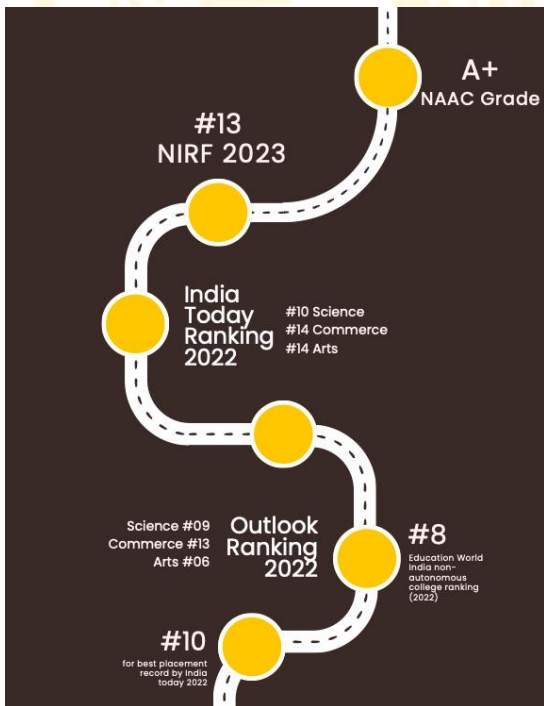 A+
NAAC Grade
#13
NIRF 2023
India
Today
Ranking
2022
#10 Science
#14 Commerce
#14 Arts
Science #09
Commerce #13
Arts #06
Outlook
Ranking
2022
#8
Education World
India non-
autonomous
college ranking
(2022)
#10
for best placement
record by India
today 2022